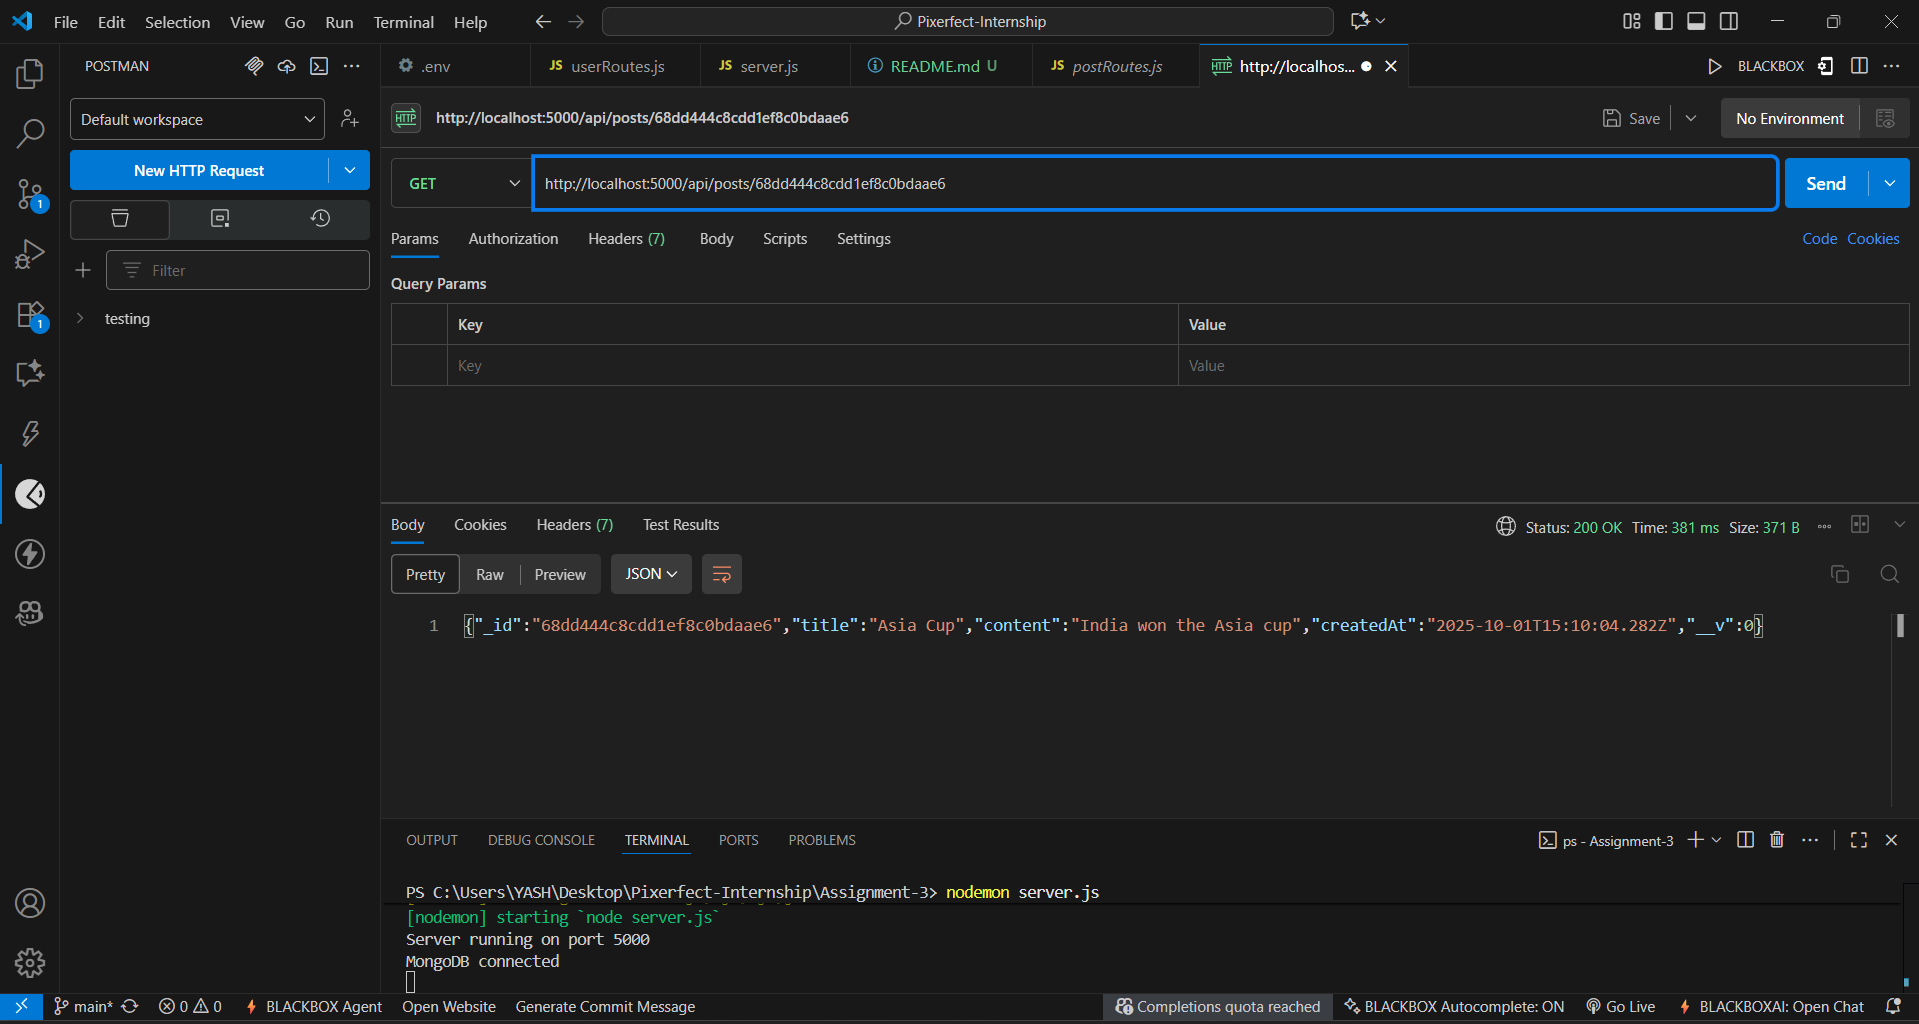 File Edit Selection View Go Run Terminal Help
Pixerfect-Internship
POSTMAN
.env
JS userRoutes.js
JS server.js
README.md U
JS postRoutes.js
HTTP http://localhos...
BLACKBOX
Default workspace
HTTP http://localhost:5000/api/posts/68dd444c8cdd1ef8c0bdaae6
Save
No Environment
New HTTP Request
GET
http://localhost:5000/api/posts/68dd444c8cdd1ef8c0bdaae6
Send
1
Params Authorization Headers (7) Body Scripts Settings
Code Cookies
Filter
Query Params
testing
1
Key Value
Key Value
Body Cookies Headers (7) Test Results
Status: 200 OK Time: 381 ms Size: 371 B
Pretty Raw Preview JSON
1 {"_id":"68dd444c8cdd1ef8c0bdaae6","title":"Asia Cup","content":"India won the Asia cup","createdAt":"2025-10-01T15:10:04.282Z","__v":0}
OUTPUT DEBUG CONSOLE TERMINAL PORTS PROBLEMS
ps - Assignment-3
PS C:\Users\YASH\Desktop\Pixerfect-Internship\Assignment-3> nodemon server.js
[nodemon] starting `node server.js`
Server running on port 5000
MongoDB connected
main* 0 0 BLACKBOX Agent Open Website Generate Commit Message
Completions quota reached BLACKBOX Autocomplete: ON Go Live BLACKBOXAI: Open Chat